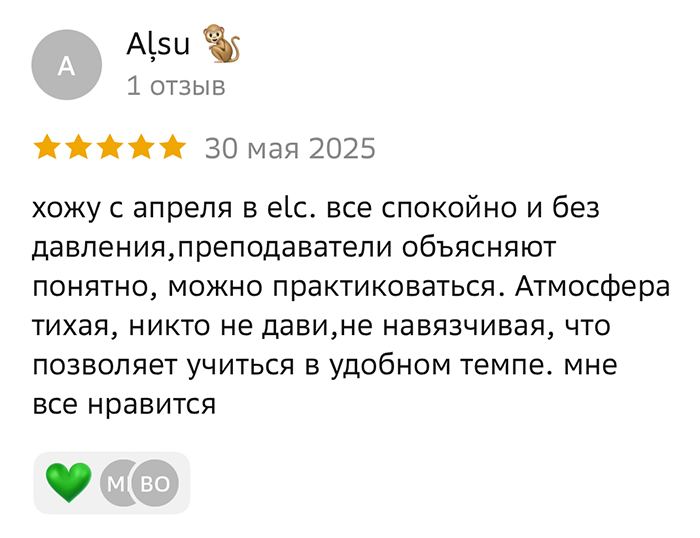 A
Aļsu 🐒
1 отзыв
30 мая 2025
хожу с апреля в elc. все спокойно и без
давления,преподаватели объясняют
понятно, можно практиковаться. Атмосфера
тихая, никто не дави,не навязчивая, что
позволяет учиться в удобном темпе. мне
все нравится
ВО